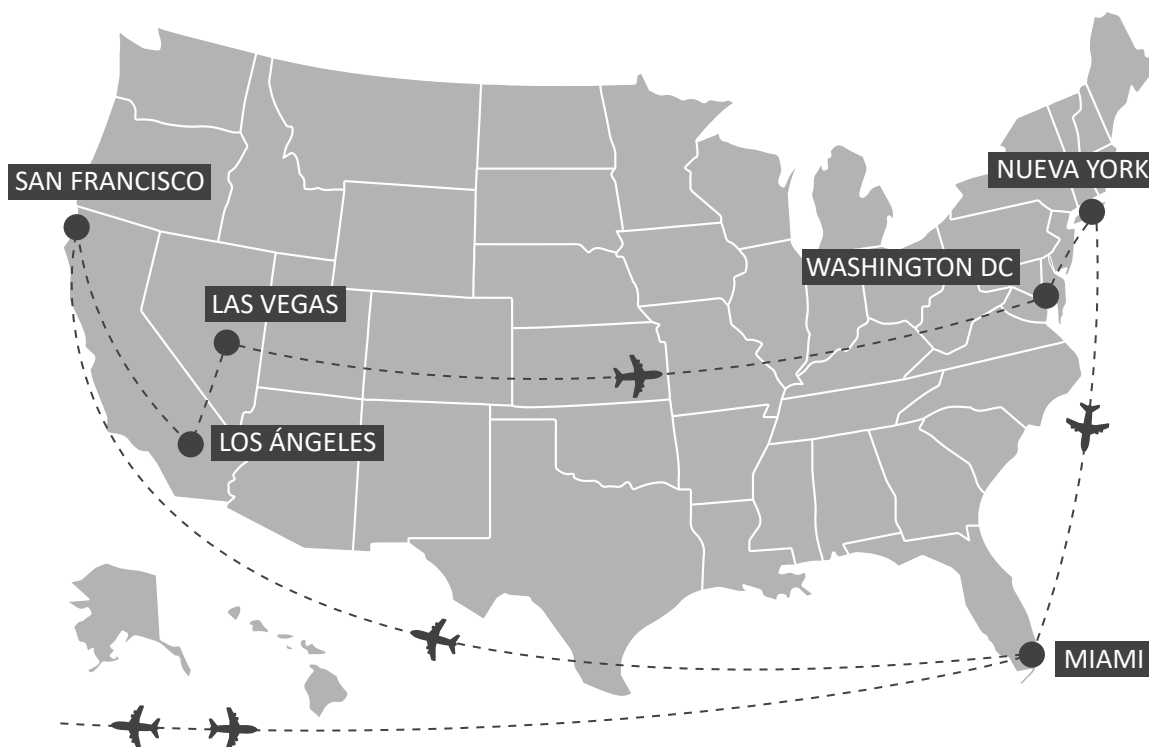 NUEVA YORK
SAN FRANCISCO
WASHINGTON DC
LAS VEGAS
LOS ÁNGELES
MIAMI